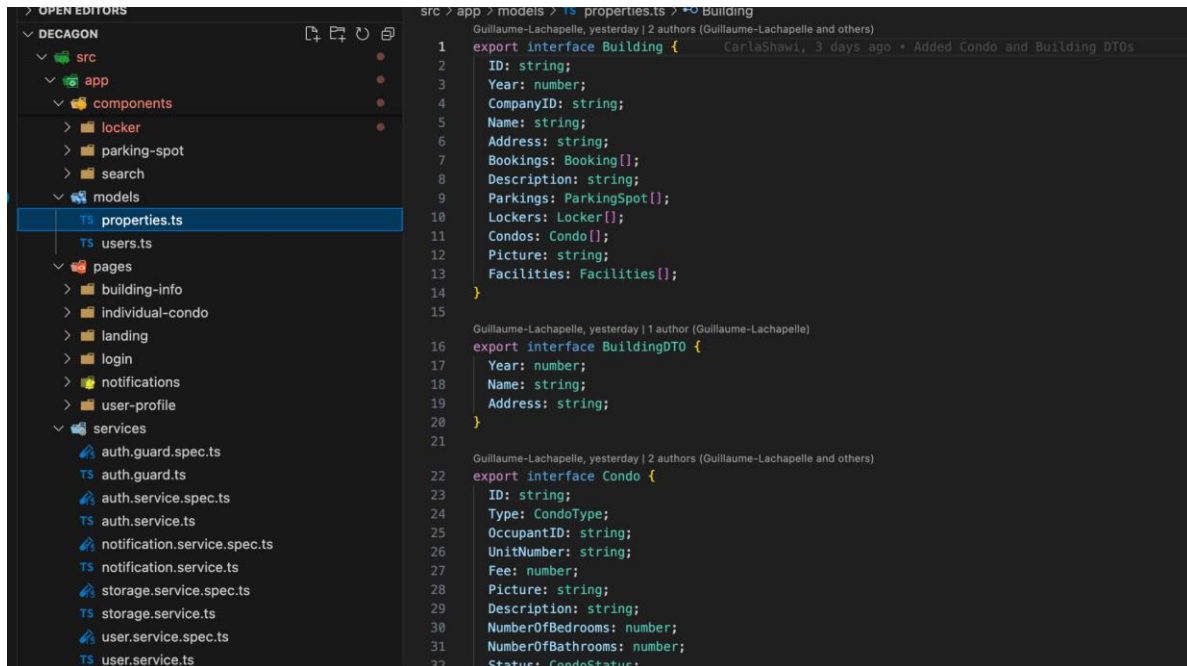 > OPEN EDITORS
DECAGON
src
app
components
locker
parking-spot
search
models
TS properties.ts
TS users.ts
pages
building-info
individual-condo
landing
login
notifications
user-profile
services
auth.guard.spec.ts
TS auth.guard.ts
auth.service.spec.ts
TS auth.service.ts
notification.service.spec.ts
TS notification.service.ts
storage.service.spec.ts
TS storage.service.ts
user.service.spec.ts
TS user.service.ts
src > app > models > TS properties.ts > Building
Guillaume-Lachapelle, yesterday | 2 authors (Guillaume-Lachapelle and others)
1 export interface Building { CarlaShawi, 3 days ago • Added Condo and Building DTOs
2 ID: string;
3 Year: number;
4 CompanyID: string;
5 Name: string;
6 Address: string;
7 Bookings: Booking[];
8 Description: string;
9 Parkings: ParkingSpot[];
10 Lockers: Locker[];
11 Condos: Condo[];
12 Picture: string;
13 Facilities: Facilities[];
14 }
15
Guillaume-Lachapelle, yesterday | 1 author (Guillaume-Lachapelle)
16 export interface BuildingDTO {
17 Year: number;
18 Name: string;
19 Address: string;
20 }
21
Guillaume-Lachapelle, yesterday | 2 authors (Guillaume-Lachapelle and others)
22 export interface Condo {
23 ID: string;
24 Type: CondoType;
25 OccupantID: string;
26 UnitNumber: string;
27 Fee: number;
28 Picture: string;
29 Description: string;
30 NumberOfBedrooms: number;
31 NumberOfBathrooms: number;
32 Status: CondoStatus;